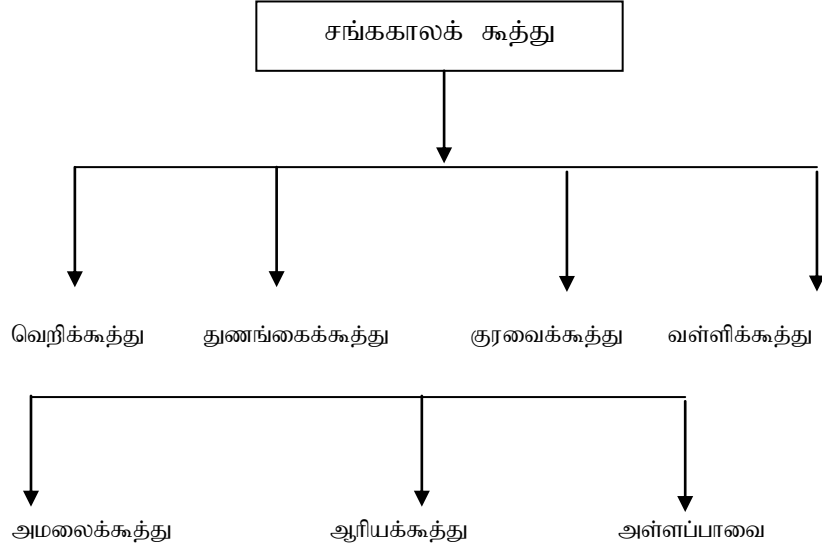 சங்ககாலக் கூத்து
வெறிக்கூத்து துணங்கைக்கூத்து குரவைக்கூத்து வள்ளிக்கூத்து
அமலைக்கூத்து ஆரியக்கூத்து அள்ளப்பாவை